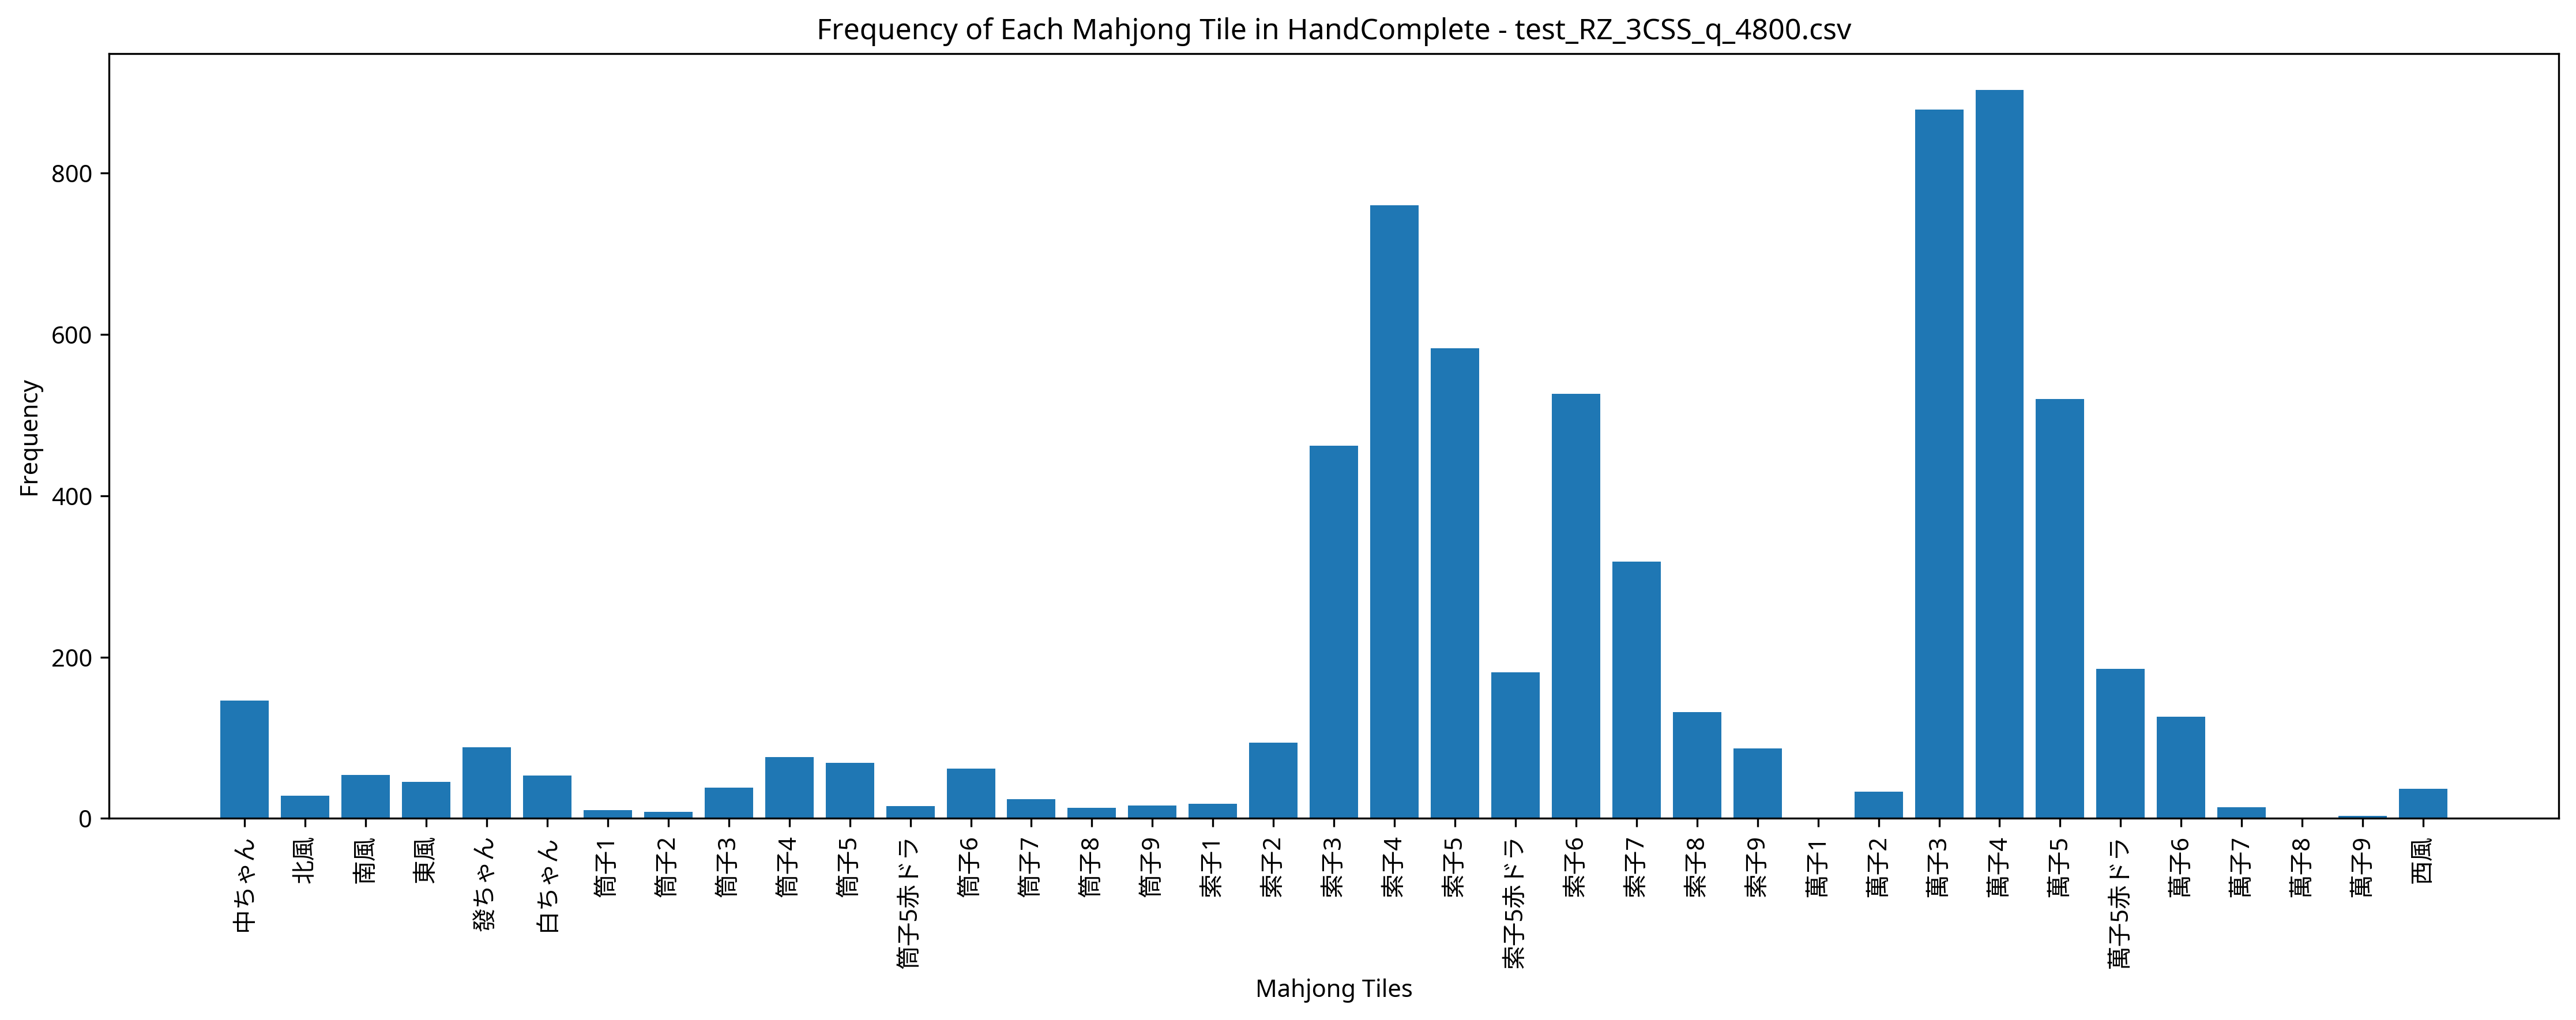 Frequency of Each Mahjong Tile in HandComplete - test_RZ_3CSS_q_4800.csv
Frequency
800
600
400
200
0
中ちゃん
北風
南風
東風
發ちゃん
白ちゃん
筒子1
筒子2
筒子3
筒子4
筒子5
筒子5赤ドラ
筒子6
筒子7
筒子8
筒子9
索子1
索子2
索子3
索子4
索子5
索子5赤ドラ
索子6
索子7
索子8
索子9
萬子1
萬子2
萬子3
萬子4
萬子5
萬子5赤ドラ
萬子6
萬子7
萬子8
萬子9
西風
Mahjong Tiles